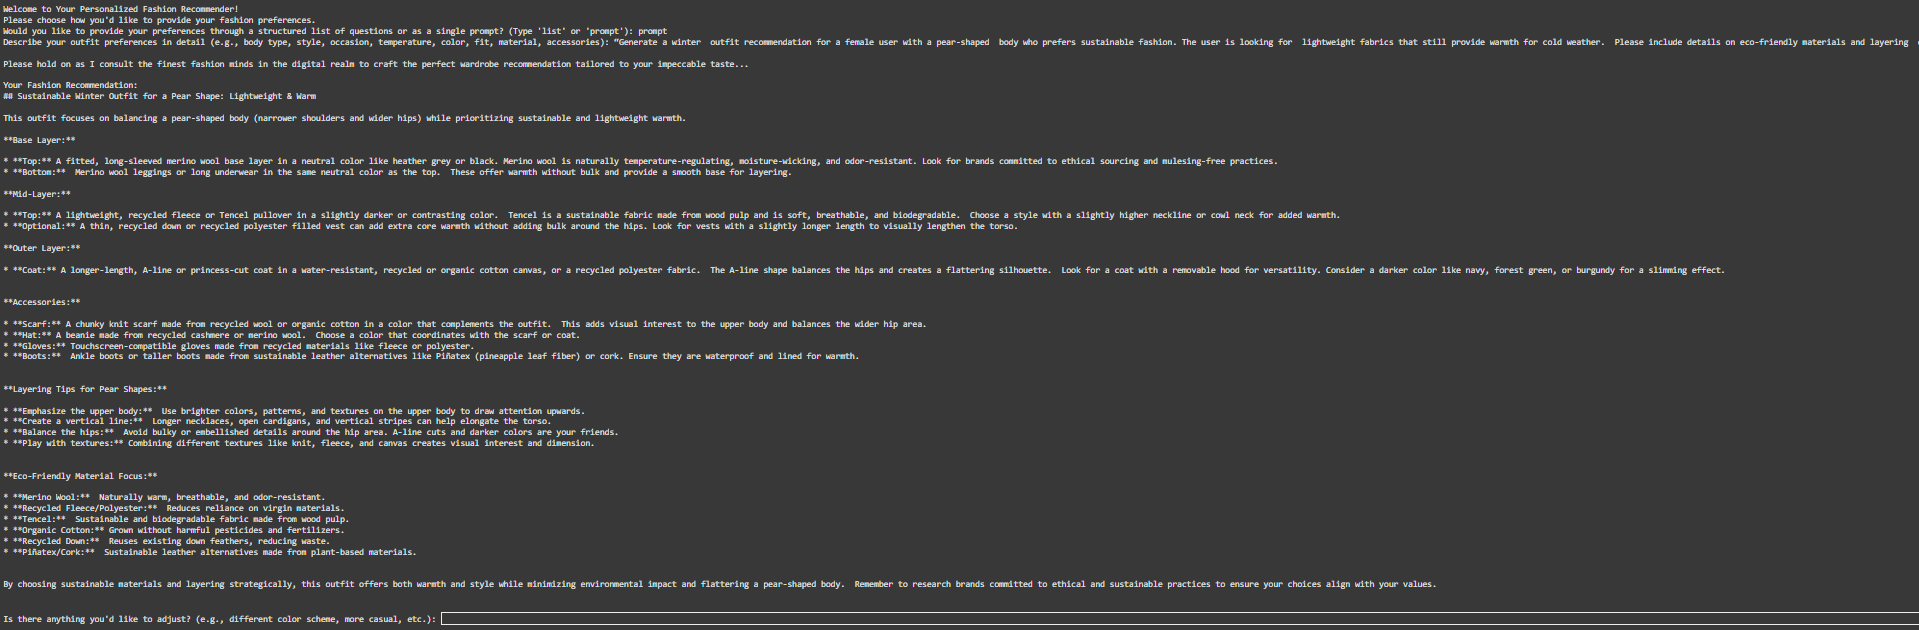 Welcome to Your Personalized Fashion Recommender!
Please choose how you'd like to provide your fashion preferences.
Would you like to provide your preferences through a structured list of questions or as a single prompt? (Type 'list' or 'prompt'): prompt
Describe your outfit preferences in detail (e.g., body type, style, occasion, temperature, color, fit, material, accessories): "Generate a winter  outfit recommendation for a female user with a pear-shaped  body who prefers sustainable fashion. The user is looking for  lightweight fabrics that still provide warmth for cold weather.  Please include details on eco-friendly materials and layering
Please hold on as I consult the finest fashion minds in the digital realm to craft the perfect wardrobe recommendation tailored to your impeccable taste...
Your Fashion Recommendation:
## Sustainable Winter Outfit for a Pear Shape: Lightweight & Warm
This outfit focuses on balancing a pear-shaped body (narrower shoulders and wider hips) while prioritizing sustainable and lightweight warmth.
**Base Layer:**
* **Top:** A fitted, long-sleeved merino wool base layer in a neutral color like heather grey or black. Merino wool is naturally temperature-regulating, moisture-wicking, and odor-resistant. Look for brands committed to ethical sourcing and mulesing-free practices.
* **Bottom:**  Merino wool leggings or long underwear in the same neutral color as the top.  These offer warmth without bulk and provide a smooth base for layering.
**Mid-Layer:**
* **Top:** A lightweight, recycled fleece or Tencel pullover in a slightly darker or contrasting color.  Tencel is a sustainable fabric made from wood pulp and is soft, breathable, and biodegradable.  Choose a style with a slightly higher neckline or cowl neck for added warmth.
* **Optional:** A thin, recycled down or recycled polyester filled vest can add extra core warmth without adding bulk around the hips. Look for vests with a slightly longer length to visually lengthen the torso.
**Outer Layer:**
* **Coat:** A longer-length, A-line or princess-cut coat in a water-resistant, recycled or organic cotton canvas, or a recycled polyester fabric.  The A-line shape balances the hips and creates a flattering silhouette.  Look for a coat with a removable hood for versatility. Consider a darker color like navy, forest green, or burgundy for a slimming effect.
**Accessories:**
* **Scarf:** A chunky knit scarf made from recycled wool or organic cotton in a color that complements the outfit.  This adds visual interest to the upper body and balances the wider hip area.
* **Hat:** A beanie made from recycled cashmere or merino wool.  Choose a color that coordinates with the scarf or coat.
* **Gloves:** Touchscreen-compatible gloves made from recycled materials like fleece or polyester.
* **Boots:**  Ankle boots or taller boots made from sustainable leather alternatives like Piñatex (pineapple leaf fiber) or cork. Ensure they are waterproof and lined for warmth.
**Layering Tips for Pear Shapes:**
* **Emphasize the upper body:**  Use brighter colors, patterns, and textures on the upper body to draw attention upwards.
* **Create a vertical line:**  Longer necklaces, open cardigans, and vertical stripes can help elongate the torso.
* **Balance the hips:**  Avoid bulky or embellished details around the hip area. A-line cuts and darker colors are your friends.
* **Play with textures:** Combining different textures like knit, fleece, and canvas creates visual interest and dimension.
**Eco-Friendly Material Focus:**
* **Merino Wool:**  Naturally warm, breathable, and odor-resistant.
* **Recycled Fleece/Polyester:**  Reduces reliance on virgin materials.
* **Tencel:**  Sustainable and biodegradable fabric made from wood pulp.
* **Organic Cotton:** Grown without harmful pesticides and fertilizers.
* **Recycled Down:**  Reuses existing down feathers, reducing waste.
* **Piñatex/Cork:**  Sustainable leather alternatives made from plant-based materials.
By choosing sustainable materials and layering strategically, this outfit offers both warmth and style while minimizing environmental impact and flattering a pear-shaped body.  Remember to research brands committed to ethical and sustainable practices to ensure your choices align with your values.
Is there anything you'd like to adjust? (e.g., different color scheme, more casual, etc.):